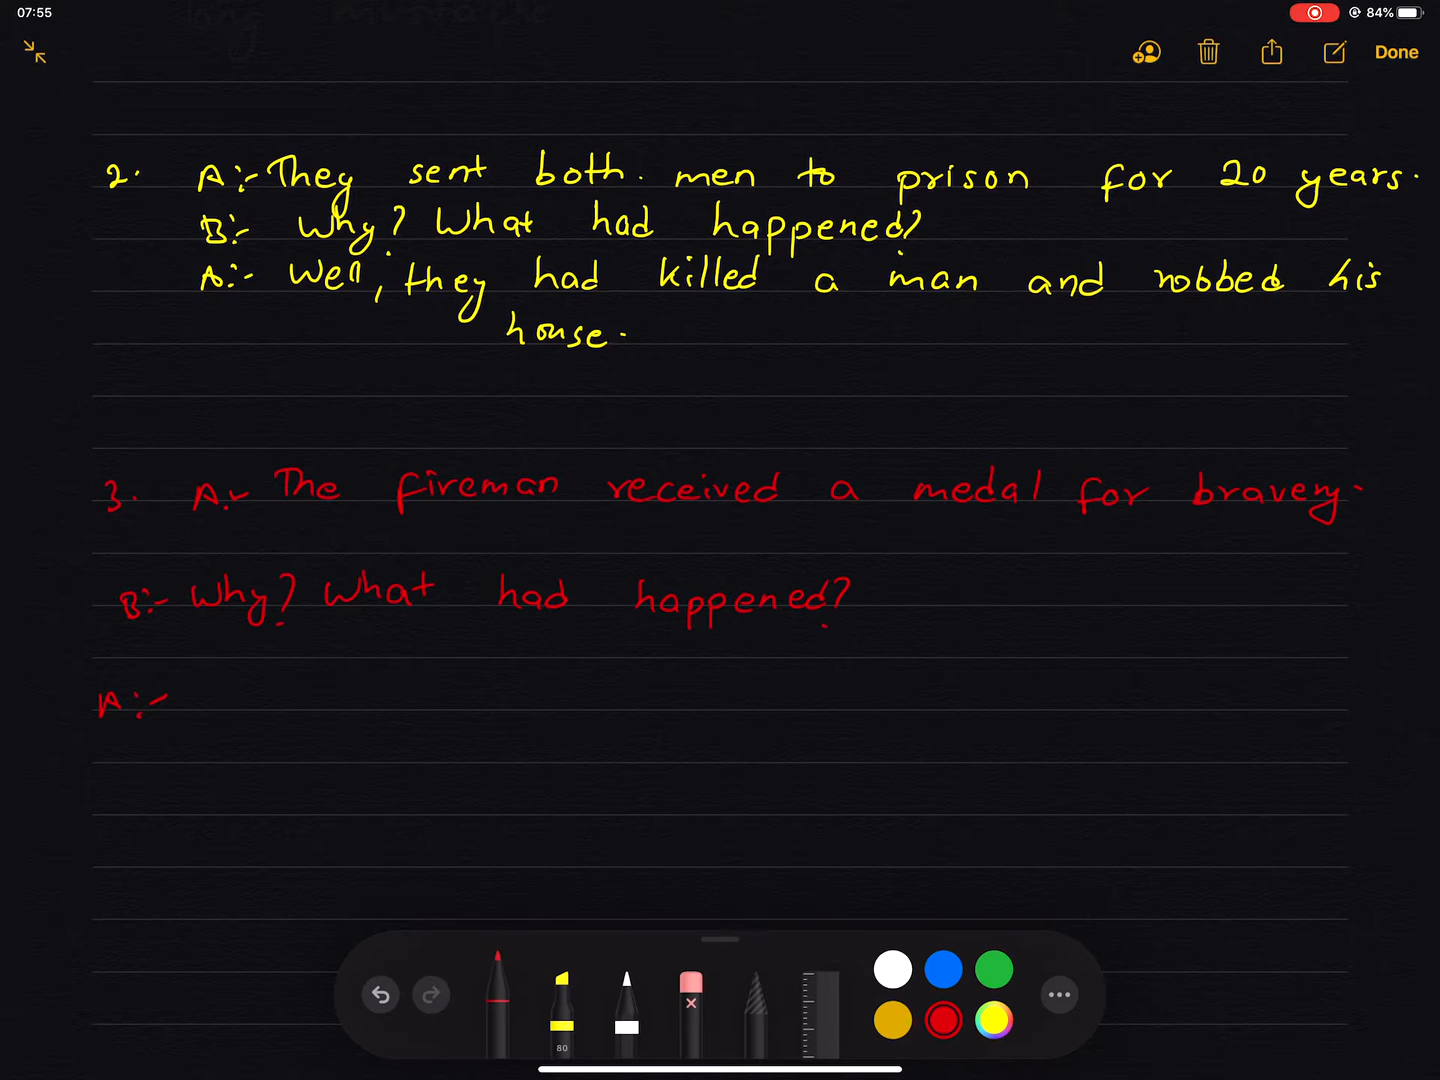 07:55
84%
Done
2. A:- They sent both. men to prison for 20 years.
B:- Why? What had happened?
A:- Well, they had killed a man and robbed his
house.
3. A:- The fireman received a medal for bravery.
B:- Why? What had happened?
A:-
80